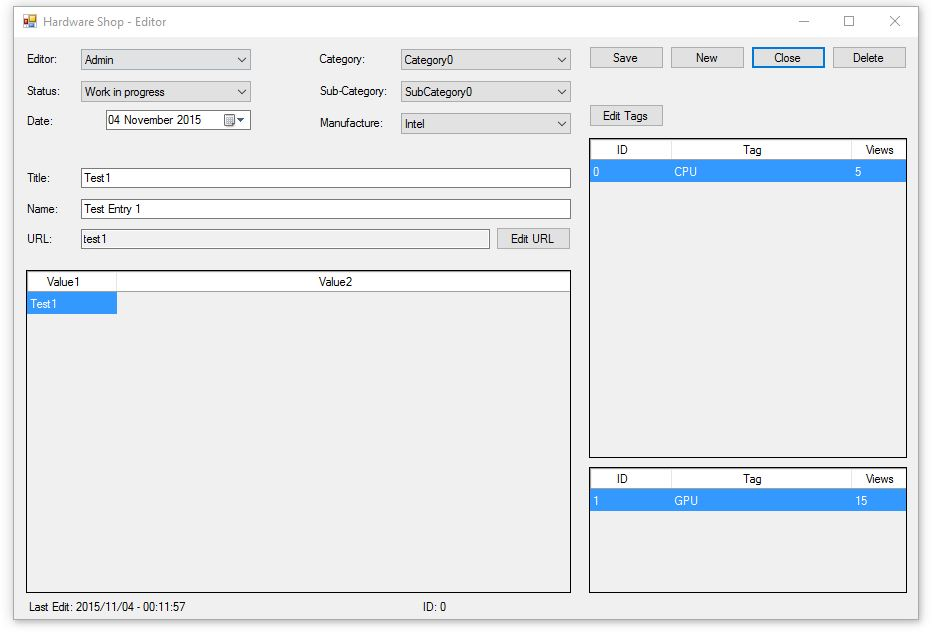 Hardware Shop - Editor
Editor: Admin Category: Category0 Save New Close Delete
Status: Work in progress Sub-Category: SubCategory0
Date: 04 November 2015 Manufacture: Intel Edit Tags
ID Tag Views
0 CPU 5
Title: Test1
Name: Test Entry 1
URL: test1 Edit URL
Value1 Value2
Test1
ID Tag Views
1 GPU 15
Last Edit: 2015/11/04 - 00:11:57 ID: 0